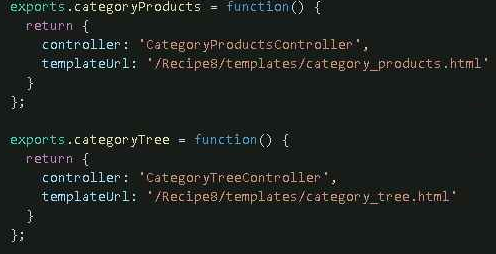 exports.categoryProducts = function() {
  return {
    controller: 'CategoryProductsController',
    templateUrl: '/Recipe8/templates/category_products.html'
  }
};

exports.categoryTree = function() {
  return {
    controller: 'CategoryTreeController',
    templateUrl: '/Recipe8/templates/category_tree.html'
  }
};